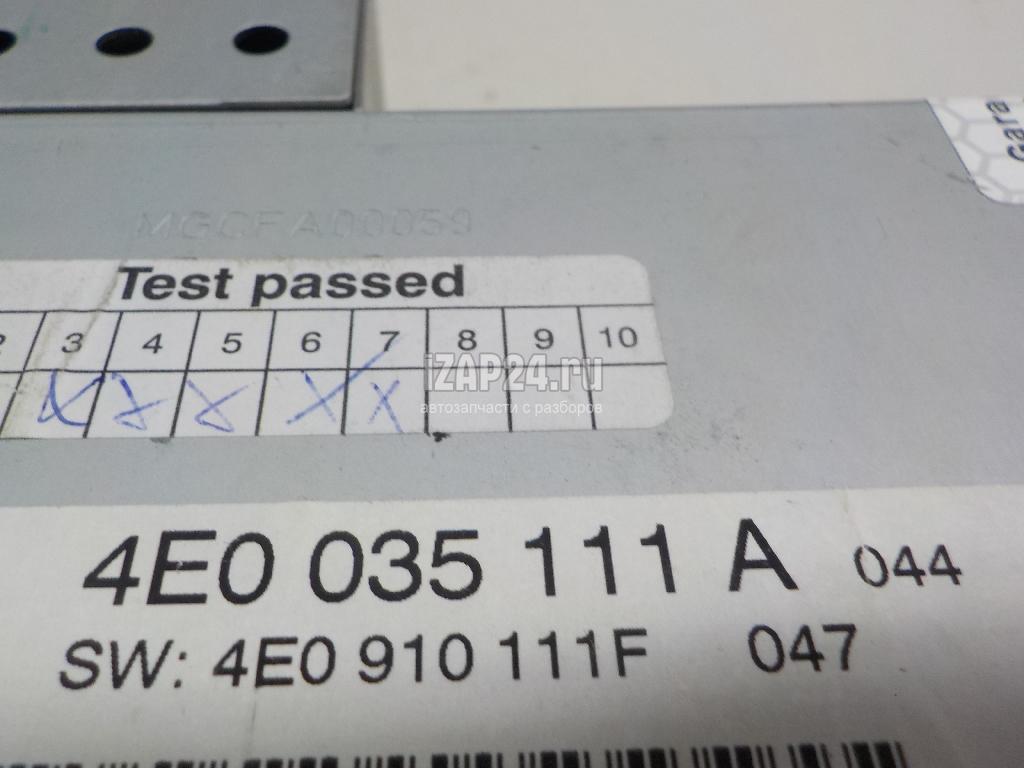 Gara
MGCFA00059
Test passed
3 4 5 6 7 8 9 10
X X X X X
iZAP24.ru
автозапчасти с разборов
4E0 035 111 A 044
SW: 4E0 910 111F 047